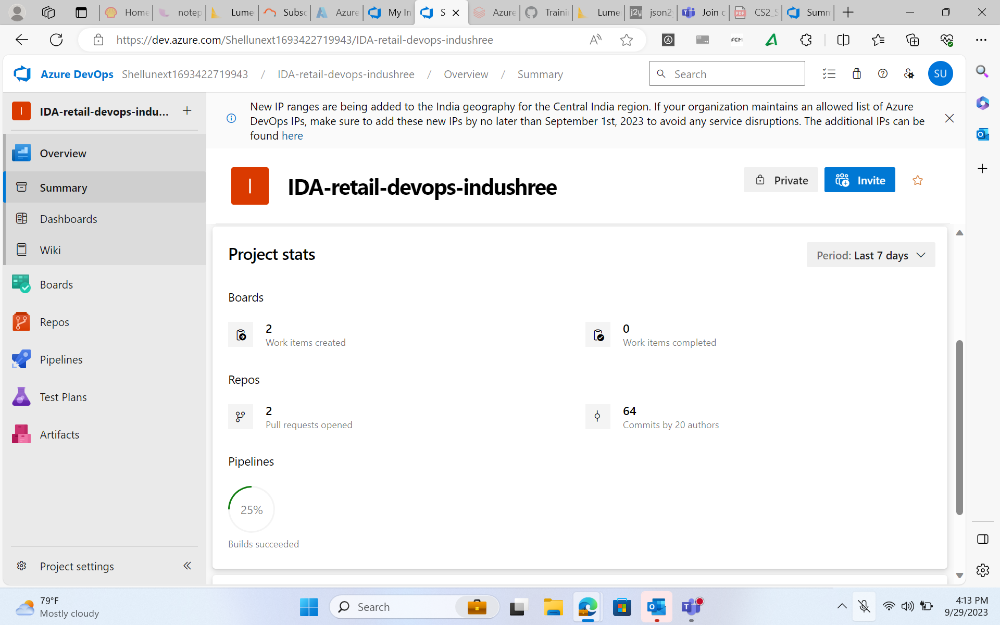 Home
notep
Lume
Subsc
Azure
My In
S
Azure
Traini
Lume
j2y
json2
Join c
PDF
CS2_S
Summ
https://dev.azure.com/Shellunext1693422719943/IDA-retail-devops-indushree
FCM
Azure DevOps
Shellunext1693422719943 / IDA-retail-devops-indushree / Overview / Summary
Search
SU
I
IDA-retail-devops-indu...
New IP ranges are being added to the India geography for the Central India region. If your organization maintains an allowed list of Azure
DevOps IPs, make sure to add these new IPs by no later than September 1st, 2023 to avoid any service disruptions. The additional IPs can be
found here
Overview
Summary
Dashboards
Wiki
Boards
Repos
Pipelines
Test Plans
Artifacts
Project settings
I
IDA-retail-devops-indushree
Private
Invite
Project stats
Period: Last 7 days
Boards
2
Work items created
0
Work items completed
Repos
2
Pull requests opened
64
Commits by 20 authors
Pipelines
25%
Builds succeeded
79°F
Mostly cloudy
Search
4:13 PM
9/29/2023